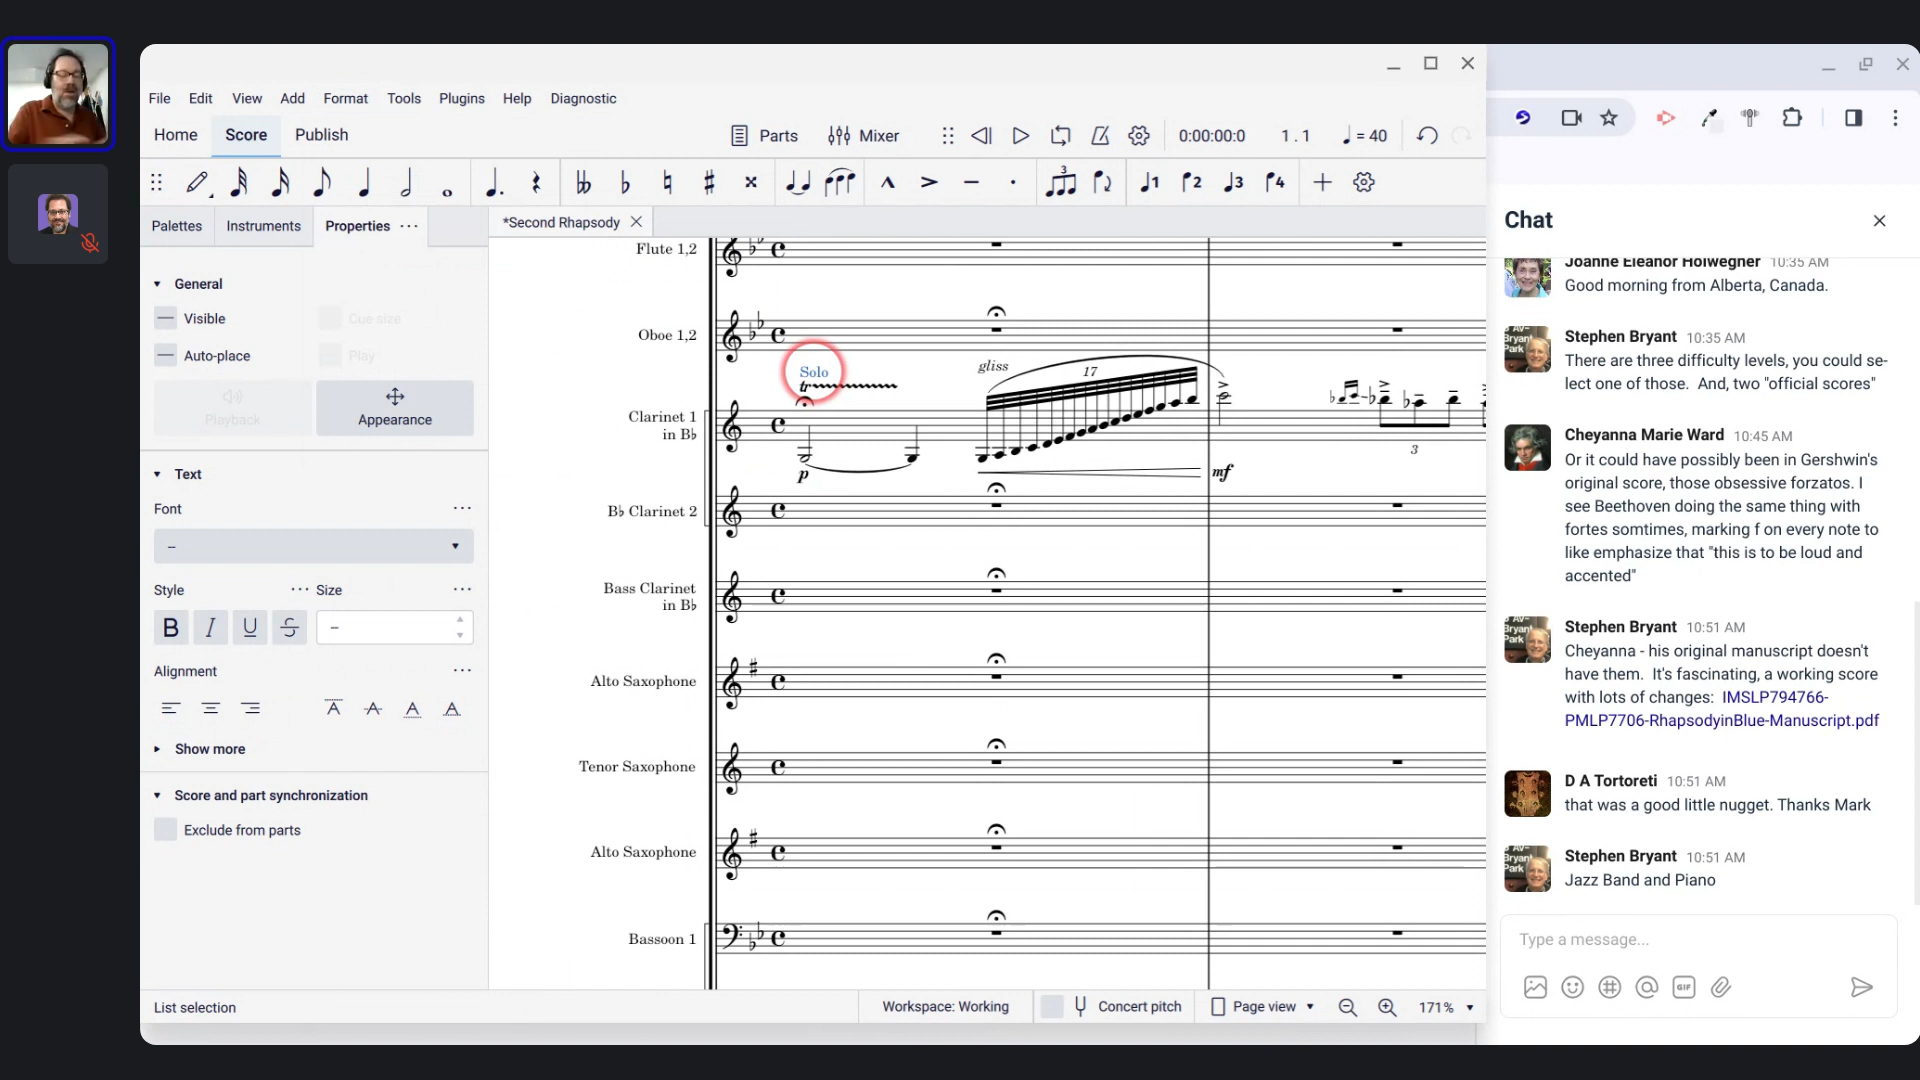 File Edit View Add Format Tools Plugins Help Diagnostic
Home Score Publish
Parts Mixer 0:00:00:0 1 . 1 = 40
3 1 2 3 4
Palettes Instruments Properties ···
*Second Rhapsody
General
Visible Cue size
Auto-place Play
Playback Appearance
Text
Font ···
--
Style ··· Size ···
B I U S --
Alignment ···
Show more
Score and part synchronization
Exclude from parts
Flute 1,2
Oboe 1,2
Solo gliss 17
tr
Clarinet 1
in B♭
3
p mf
B♭ Clarinet 2
Bass Clarinet
in B♭
Alto Saxophone
Tenor Saxophone
Alto Saxophone
Bassoon 1
List selection
Workspace: Working Concert pitch Page view 171%
Chat
Joanne Eleanor Holwegner 10:35 AM
Good morning from Alberta, Canada.
Stephen Bryant 10:35 AM
There are three difficulty levels, you could se-
lect one of those. And, two "official scores"
Cheyanna Marie Ward 10:45 AM
Or it could have possibly been in Gershwin's
original score, those obsessive forzatos. I
see Beethoven doing the same thing with
fortes somtimes, marking f on every note to
like emphasize that "this is to be loud and
accented"
Stephen Bryant 10:51 AM
Cheyanna - his original manuscript doesn't
have them. It's fascinating, a working score
with lots of changes: IMSLP794766-
PMLP7706-RhapsodyinBlue-Manuscript.pdf
D A Tortoreti 10:51 AM
that was a good little nugget. Thanks Mark
Stephen Bryant 10:51 AM
Jazz Band and Piano
Type a message...
GIF